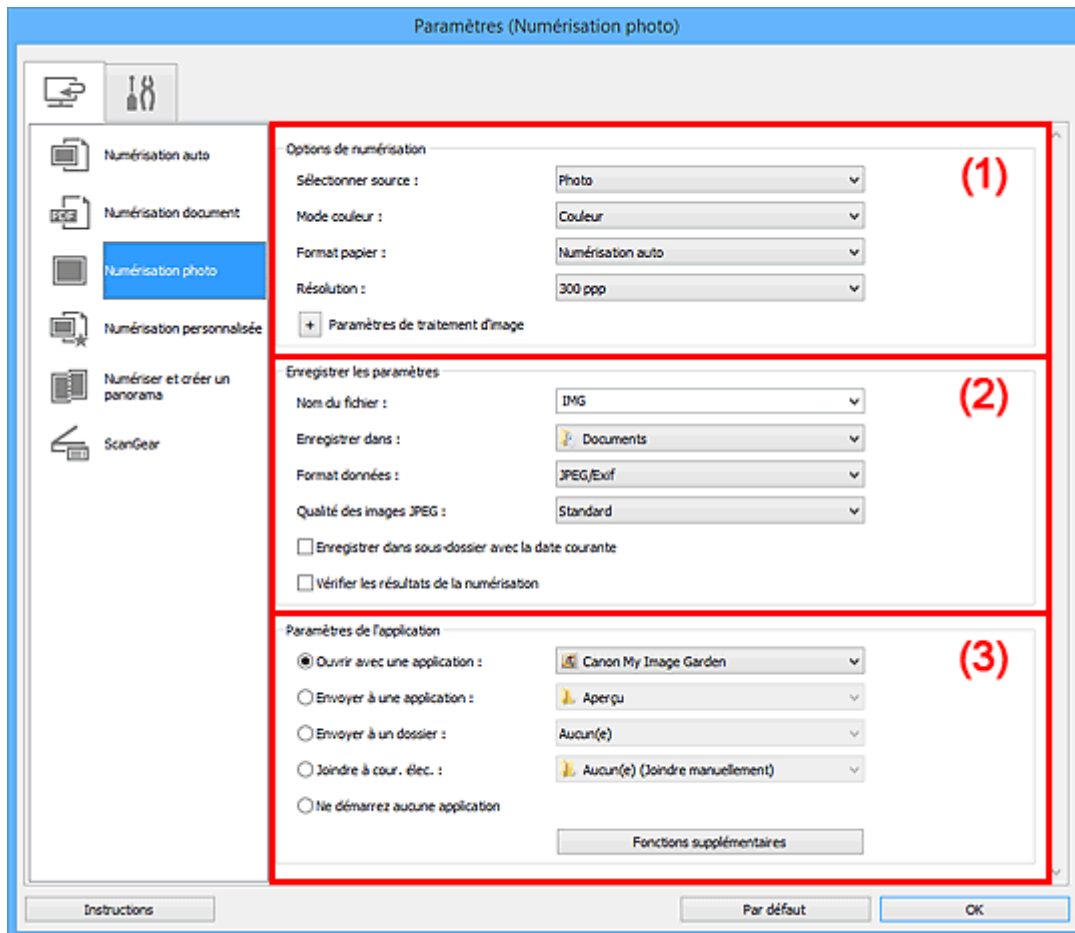 Paramètres (Numérisation photo)
Numérisation auto
Numérisation document
Numérisation photo
Numérisation personnalisée
Numériser et créer un
panorama
ScanGear
Options de numérisation
(1)
Sélectionner source : Photo
Mode couleur : Couleur
Format papier : Numérisation auto
Résolution : 300 ppp
+ Paramètres de traitement d'image
Enregistrer les paramètres
(2)
Nom du fichier : IMG
Enregistrer dans : Documents
Format données : JPEG/Exif
Qualité des images JPEG : Standard
Enregistrer dans sous-dossier avec la date courante
Vérifier les résultats de la numérisation
Paramètres de l'application
(3)
Ouvrir avec une application : Canon My Image Garden
Envoyer à une application : Aperçu
Envoyer à un dossier : Aucun(e)
Joindre à cour. élec. : Aucun(e) (Joindre manuellement)
Ne démarrez aucune application
Fonctions supplémentaires
Instructions Par défaut OK